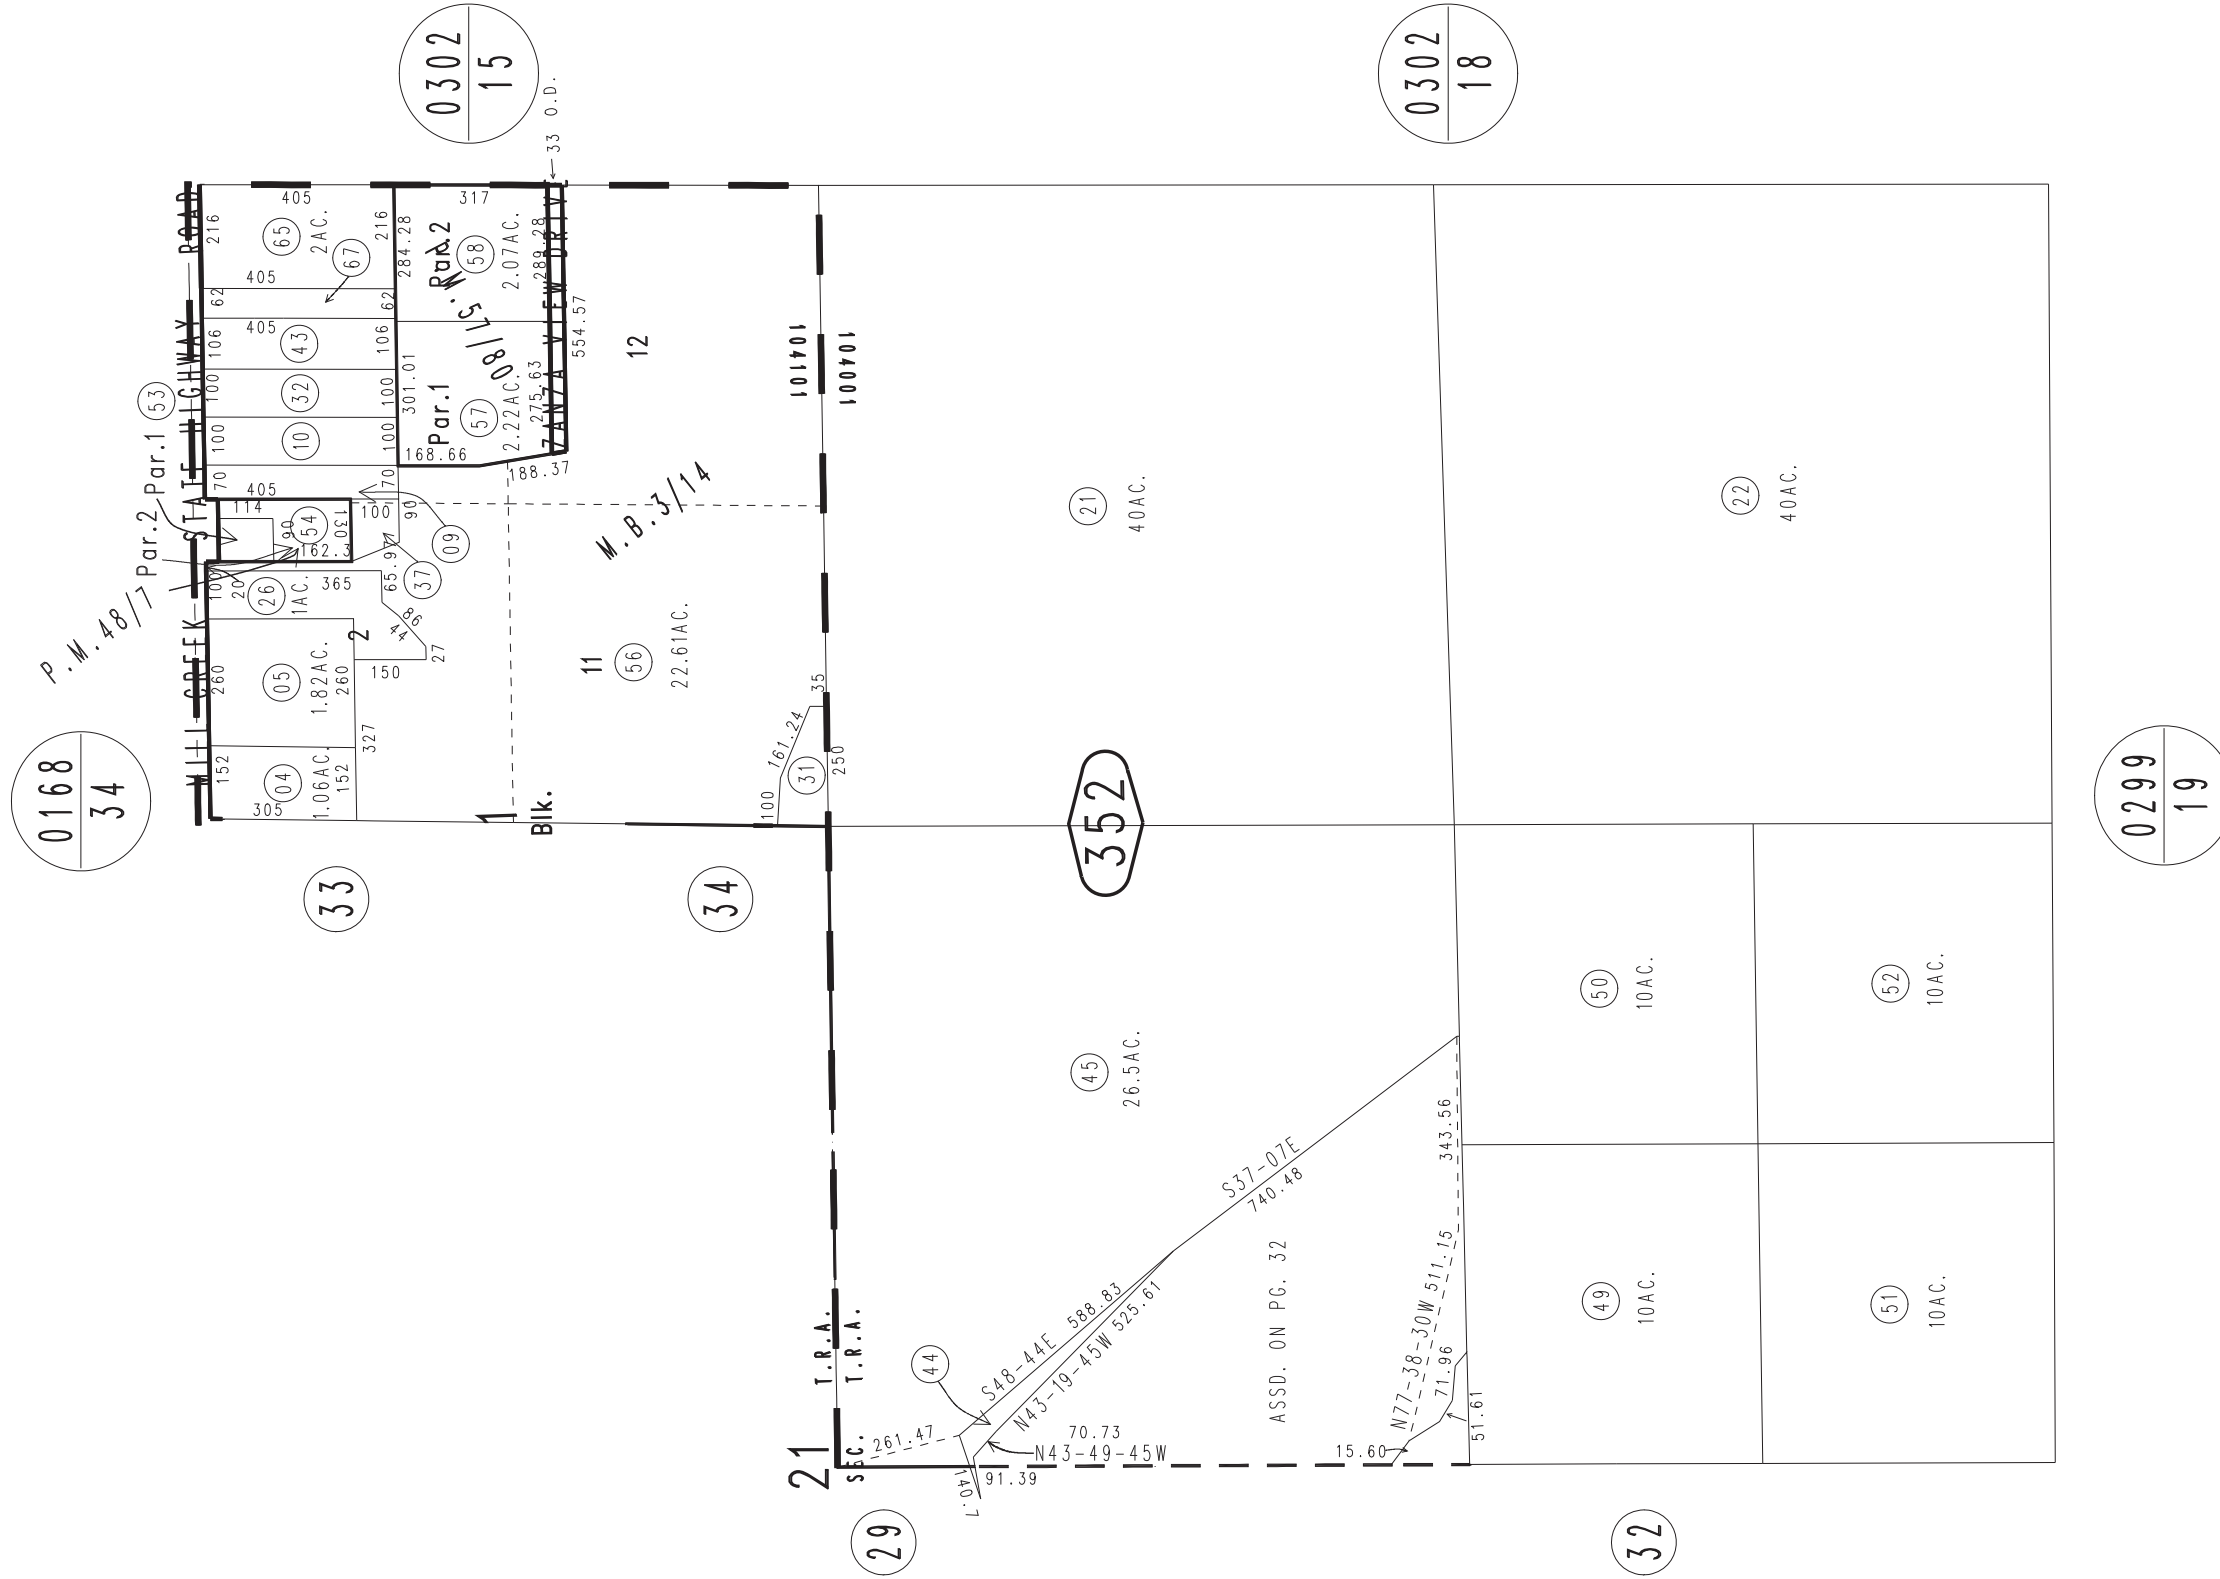 0168
34
0302
15
0302
18
0299
19
MILL CREEK STATE HIGHWAY ROAD
P.M. 48/7
Par.2
Par.1
53
216
405
65
2AC.
216
405
67
62
62
405
43
106
106
32
100
100
10
100
100
70
70
405
09
114
90
54
130
162.3
100
90
65.97
37
100
20
26
1AC.
365
86
44
27
150
2
260
05
1.82AC.
260
327
152
04
1.06AC.
152
305
317
284.28
Par.2
58
2.07AC.
289.28
P.M. 57/80
301.01
Par.1
57
2.22AC.
275.63
168.66
188.37
ZANZA VIEW DRIVE
33 O.D.
554.57
12
M.B.3/14
11
56
22.61AC.
1
Blk.
161.24
35
31
100
250
104101
104001
33
34
352
21
40AC.
22
40AC.
45
26.5AC.
50
10AC.
52
10AC.
49
10AC.
51
10AC.
T.R.A.
T.R.A.
21
SEC.
261.47
44
S48-44E 588.83
N43-19-45W 525.61
S37-07E
740.48
70.73
N43-49-45W
91.39
140.7
ASSD. ON PG. 32
343.56
N77-38-30W 511.15
71.96
15.60
51.61
29
32